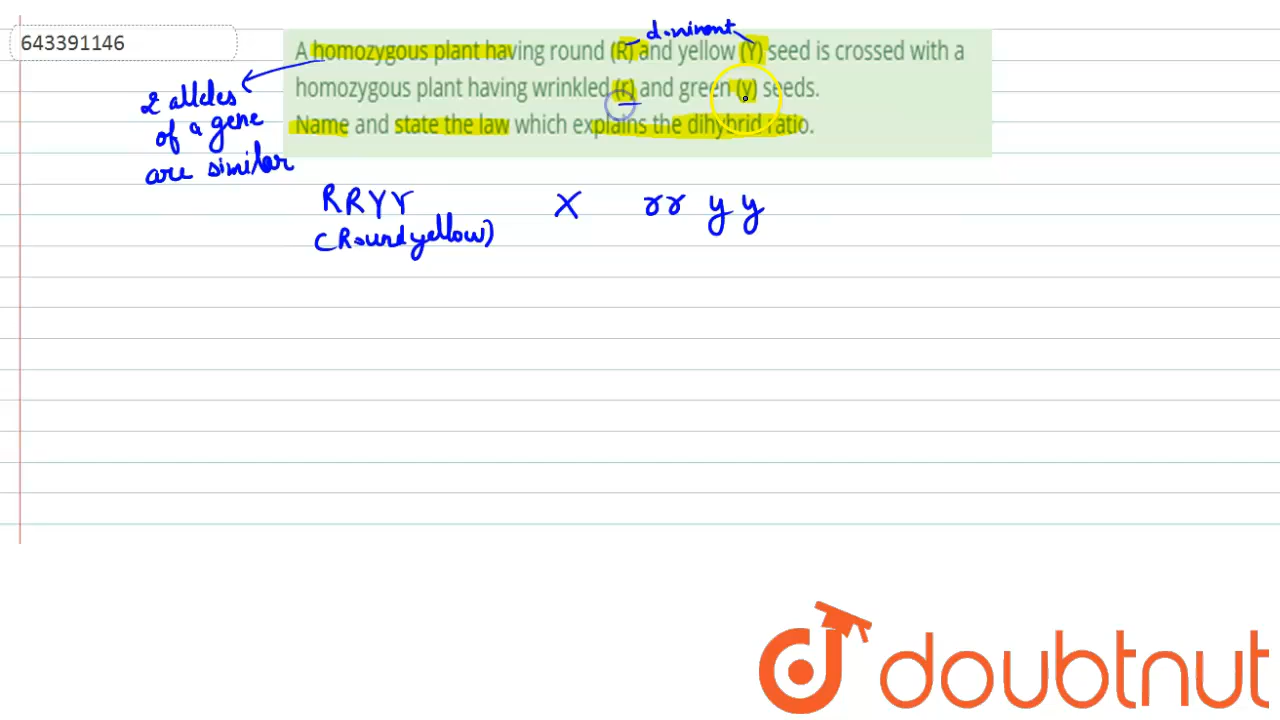 643391146
dominent
A homozygous plant having round (R) and yellow (Y) seed is crossed with a
homozygous plant having wrinkled (r) and green (y) seeds.
Name and state the law which explains the dihybrid ratio.
2 alleles
of a gene
are similar
RRYY X rr yy
(Round yellow)
doubtnut